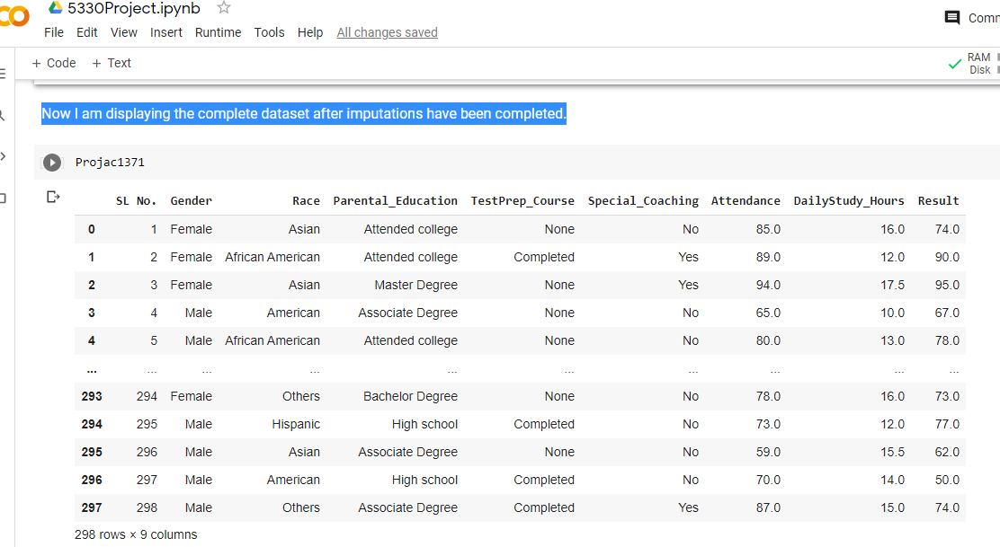 5330Project.ipynb
File Edit View Insert Runtime Tools Help All changes saved
+ Code + Text
RAM
Disk
Now I am displaying the complete dataset after imputations have been completed.
Projac1371
SL No. Gender Race Parental_Education TestPrep_Course Special_Coaching Attendance DailyStudy_Hours Result
0 1 Female Asian Attended college None No 85.0 16.0 74.0
1 2 Female African American Attended college Completed Yes 89.0 12.0 90.0
2 3 Female Asian Master Degree None Yes 94.0 17.5 95.0
3 4 Male American Associate Degree None No 65.0 10.0 67.0
4 5 Male African American Attended college None No 80.0 13.0 78.0
... ... ... ... ... ... ... ... ... ...
293 294 Female Others Bachelor Degree None No 78.0 16.0 73.0
294 295 Male Hispanic High school Completed No 73.0 12.0 77.0
295 296 Male Asian Associate Degree None No 59.0 15.5 62.0
296 297 Male American High school Completed No 70.0 14.0 50.0
297 298 Male Others Associate Degree Completed Yes 87.0 15.0 74.0
298 rows × 9 columns